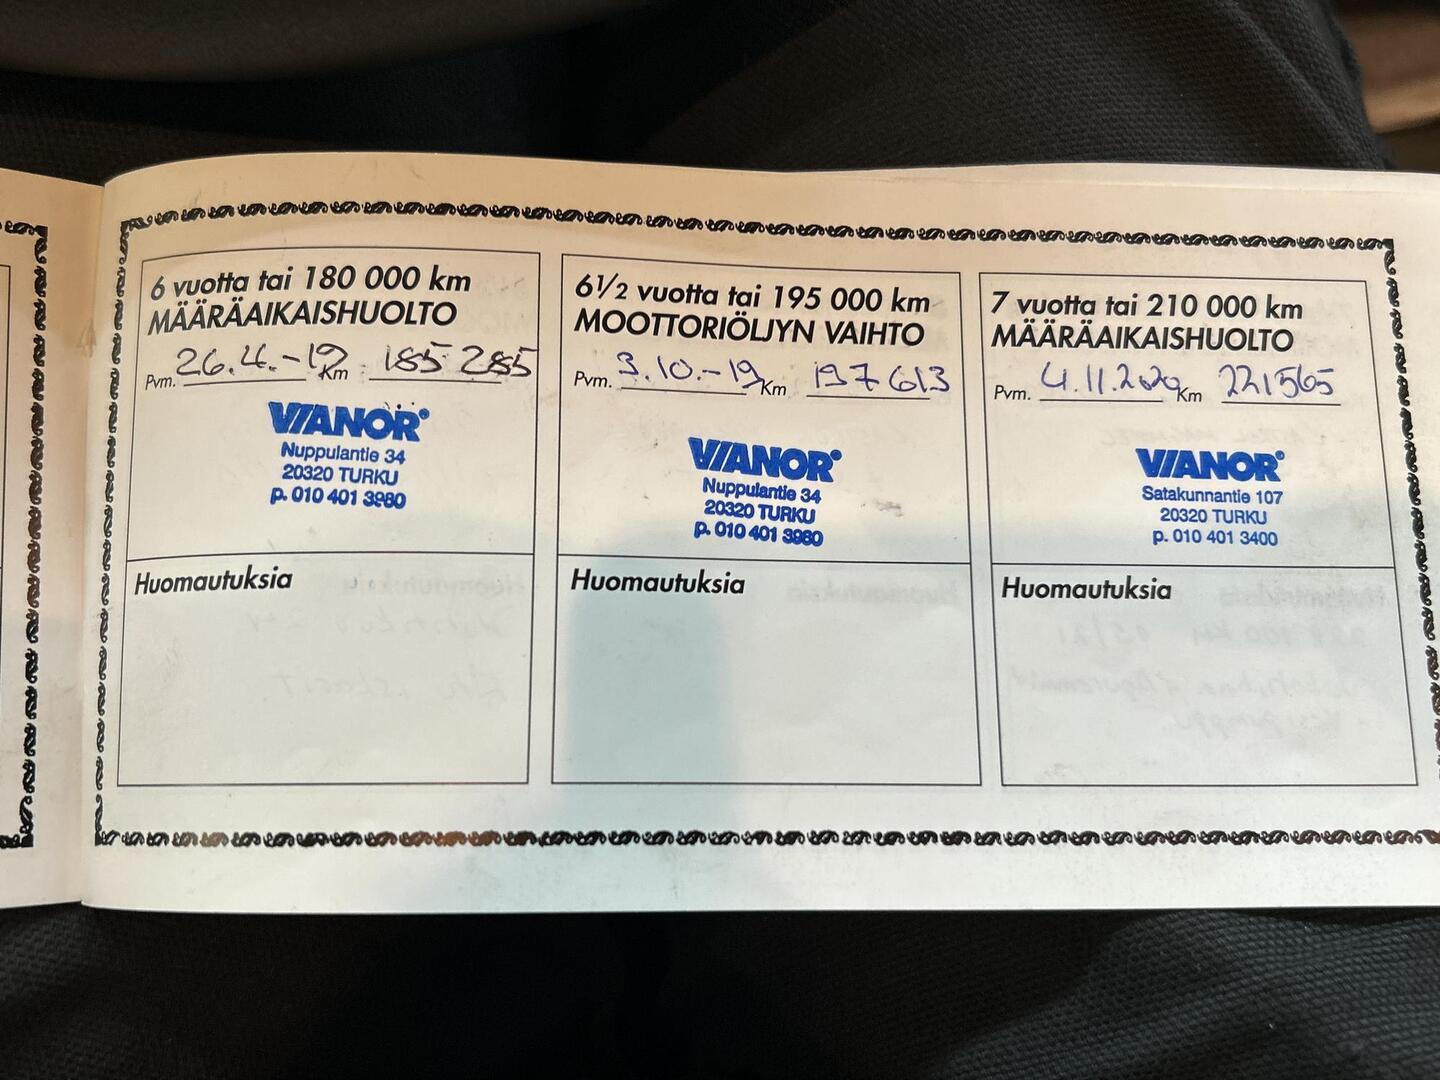 6 vuotta tai 180 000 km
MÄÄRÄAIKAISHUOLTO
Pvm. 26.4.-19 Km 185 285
VIANOR
Nuppulantie 34
20320 TURKU
p. 010 401 3980
Huomautuksia
6½ vuotta tai 195 000 km
MOOTTORIÖLJYN VAIHTO
Pvm. 3.10.-19 Km 197 613
VIANOR
Nuppulantie 34
20320 TURKU
p. 010 401 3980
Huomautuksia
7 vuotta tai 210 000 km
MÄÄRÄAIKAISHUOLTO
Pvm. 4.11.2020 Km 221565
VIANOR
Satakunnantie 107
20320 TURKU
p. 010 401 3400
Huomautuksia